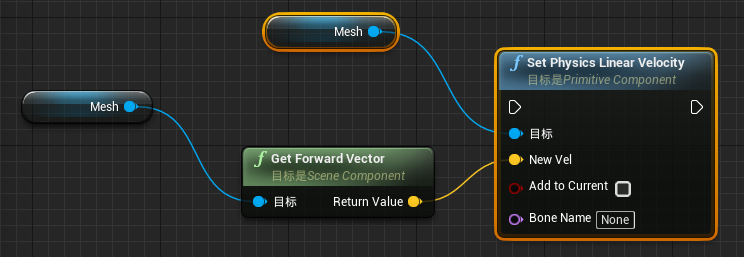 Mesh
Mesh
f Set Physics Linear Velocity
目标是Primitive Component
目标
New Vel
Add to Current
Bone Name None
f Get Forward Vector
目标是Scene Component
目标 Return Value